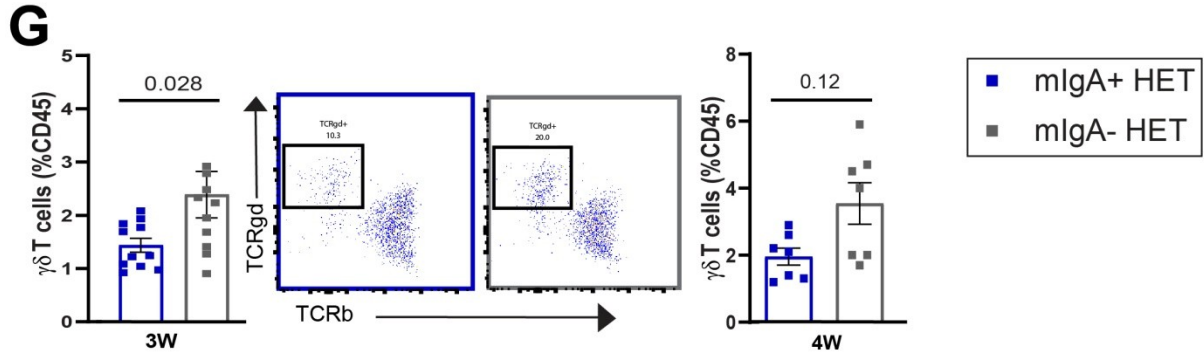 G
γδ T cells (%CD45)
5
4
3
2
1
0
0.028
3W
TCRgd
TCRgd+
10.3
TCRgd+
20.0
TCRb
γδ T cells (%CD45)
8
6
4
2
0
0.12
4W
mIgA+ HET
mIgA- HET